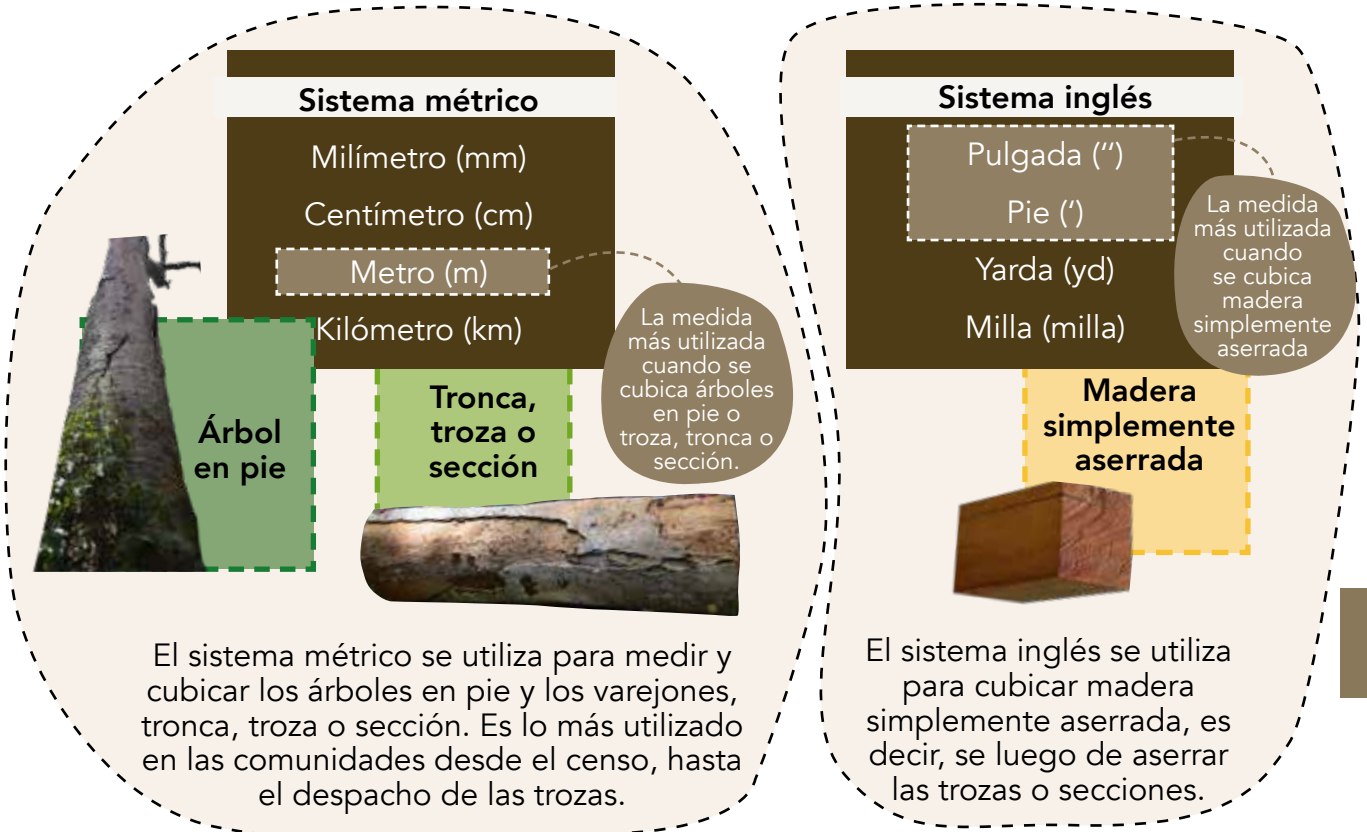 Sistema métrico
Milímetro (mm)
Centímetro (cm)
Metro (m)
Kilómetro (km)
La medida
más utilizada
cuando se
cubica árboles
en pie o
troza, tronca o
sección.
Árbol
en pie
Tronca,
troza o
sección
El sistema métrico se utiliza para medir y
cubicar los árboles en pie y los varejones,
tronca, troza o sección. Es lo más utilizado
en las comunidades desde el censo, hasta
el despacho de las trozas.
Sistema inglés
Pulgada (’’)
Pie (’)
Yarda (yd)
Milla (milla)
La medida
más utilizada
cuando
se cubica
madera
simplemente
aserrada
Madera
simplemente
aserrada
El sistema inglés se utiliza
para cubicar madera
simplemente aserrada, es
decir, se luego de aserrar
las trozas o secciones.